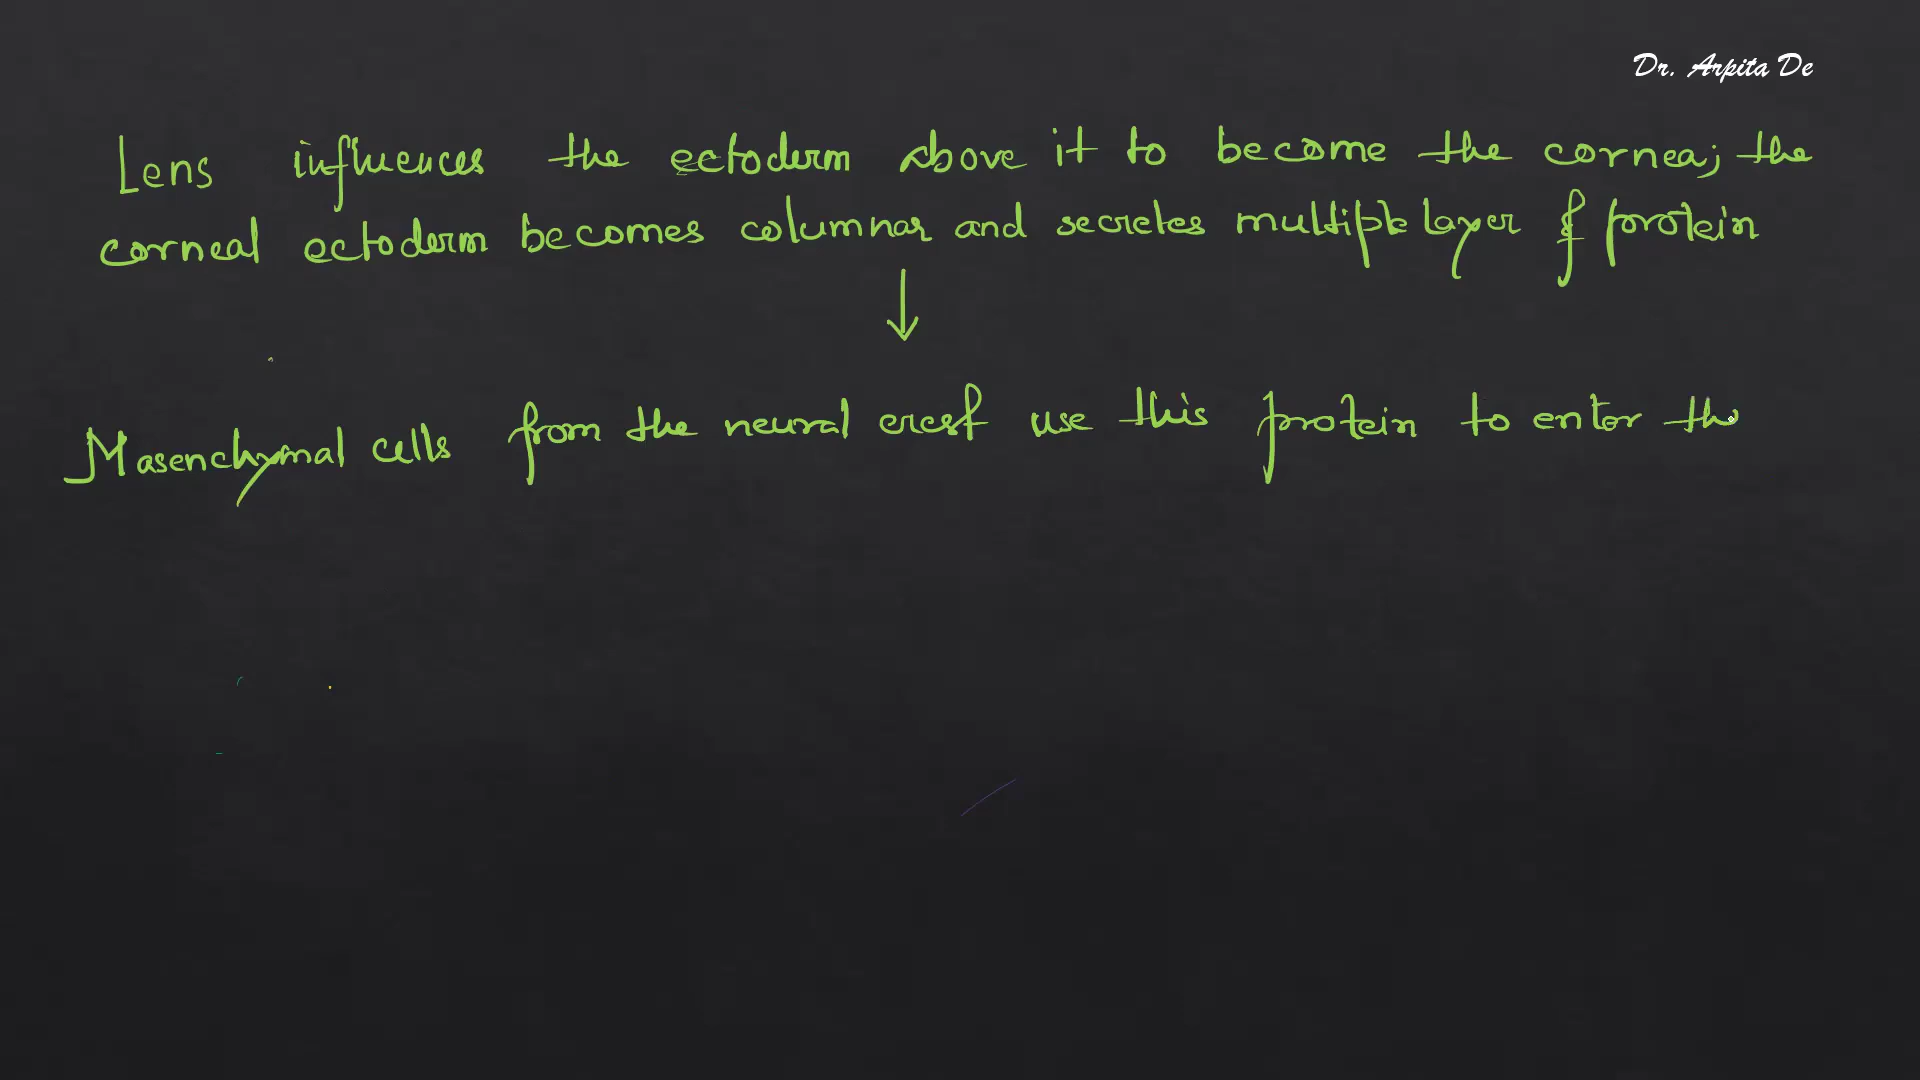 Dr. Arpita De
Lens influences the ectoderm above it to become the cornea; the
corneal ectoderm becomes columnar and secretes multiple layer of protein
↓
Masenchymal cells from the neural crest use this protein to enter the